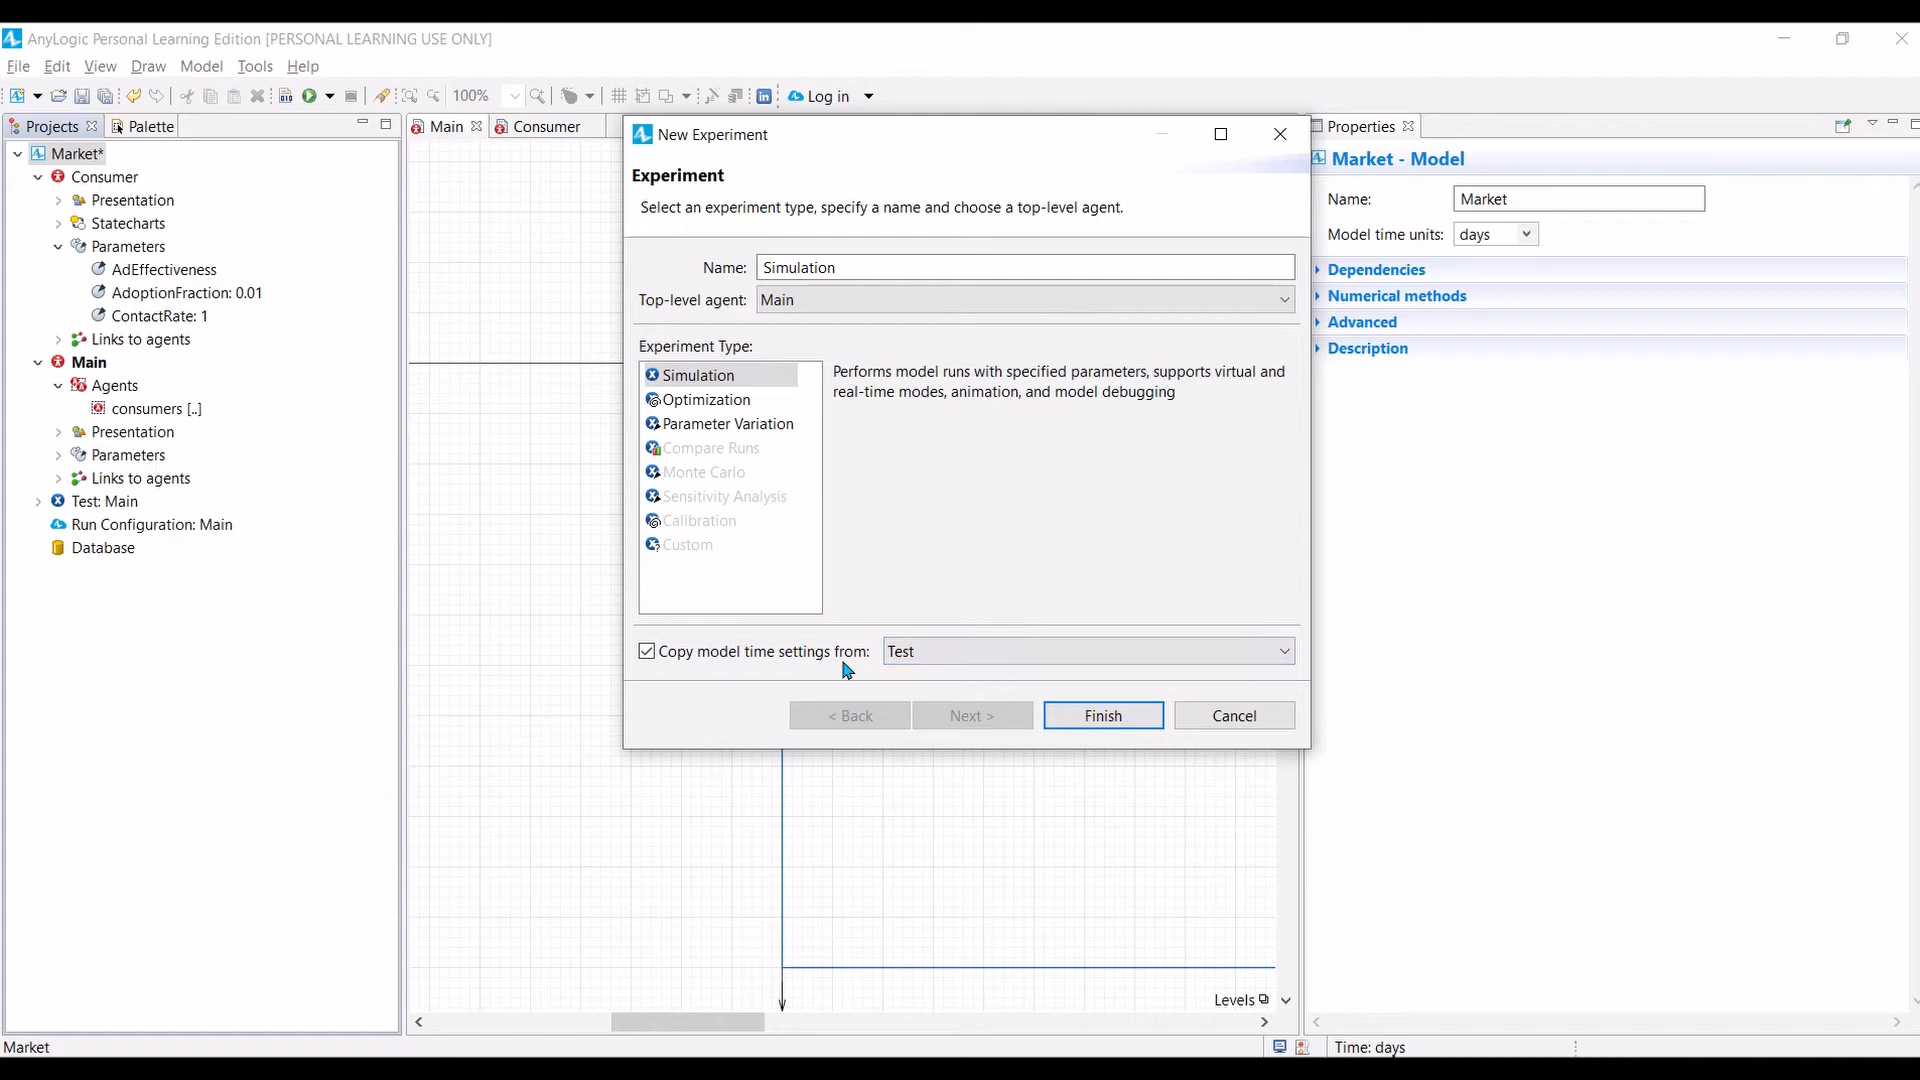 AnyLogic Personal Learning Edition [PERSONAL LEARNING USE ONLY]
File Edit View Draw Model Tools Help
100% Log in
Projects Palette
Market*
Consumer
Presentation
Statecharts
Parameters
AdEffectiveness
AdoptionFraction: 0.01
ContactRate: 1
Links to agents
Main
Agents
consumers [..]
Presentation
Parameters
Links to agents
Test: Main
Run Configuration: Main
Database
Main Consumer
New Experiment
Experiment
Select an experiment type, specify a name and choose a top-level agent.
Name: Simulation
Top-level agent: Main
Experiment Type:
Simulation
Optimization
Parameter Variation
Compare Runs
Monte Carlo
Sensitivity Analysis
Calibration
Custom
Performs model runs with specified parameters, supports virtual and
real-time modes, animation, and model debugging
Copy model time settings from: Test
< Back Next > Finish Cancel
Levels
Properties
Market - Model
Name: Market
Model time units: days
Dependencies
Numerical methods
Advanced
Description
Market
Time: days